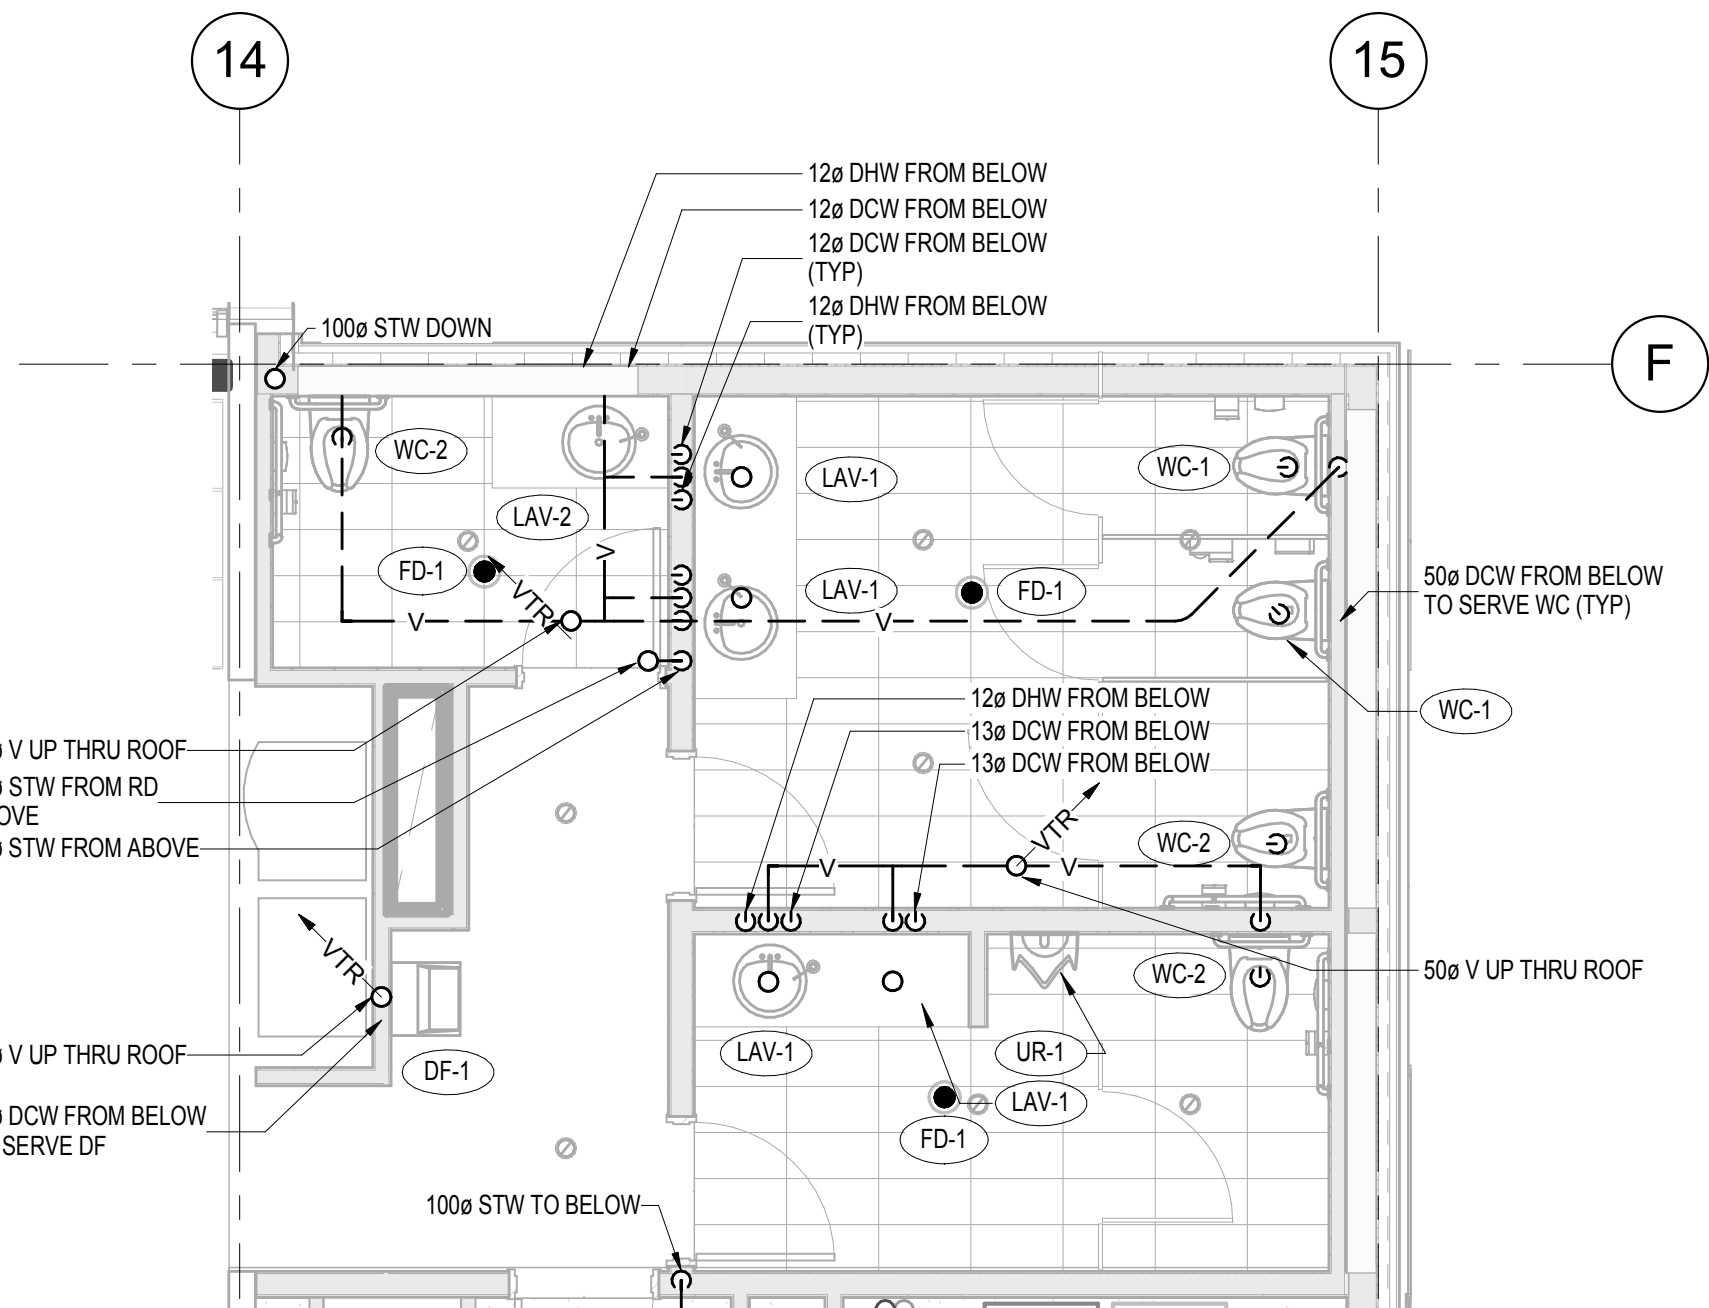 14
15
12ø DHW FROM BELOW
12ø DCW FROM BELOW
12ø DCW FROM BELOW
(TYP)
12ø DHW FROM BELOW
(TYP)
100ø STW DOWN
F
WC-2
LAV-1
WC-1
LAV-2
V
FD-1
VTR
LAV-1
FD-1
50ø DCW FROM BELOW
TO SERVE WC (TYP)
V
V
12ø DHW FROM BELOW
WC-1
13ø DCW FROM BELOW
ø V UP THRU ROOF
13ø DCW FROM BELOW
ø STW FROM RD
OVE
VTR
ø STW FROM ABOVE
WC-2
V
V
VTR
WC-2
50ø V UP THRU ROOF
ø V UP THRU ROOF
LAV-1
UR-1
DF-1
LAV-1
ø DCW FROM BELOW
SERVE DF
FD-1
100ø STW TO BELOW